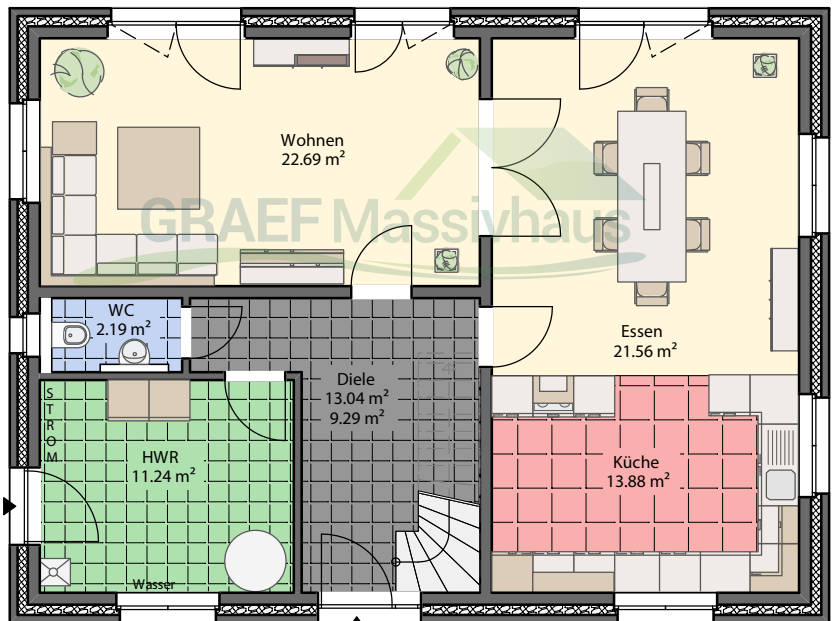 Wohnen
22.69 m²
GRAEF Massivhaus
WC
2.19 m²
Essen
21.56 m²
Diele
13.04 m²
9.29 m²
STROM
HWR
11.24 m²
Küche
13.88 m²
Wasser